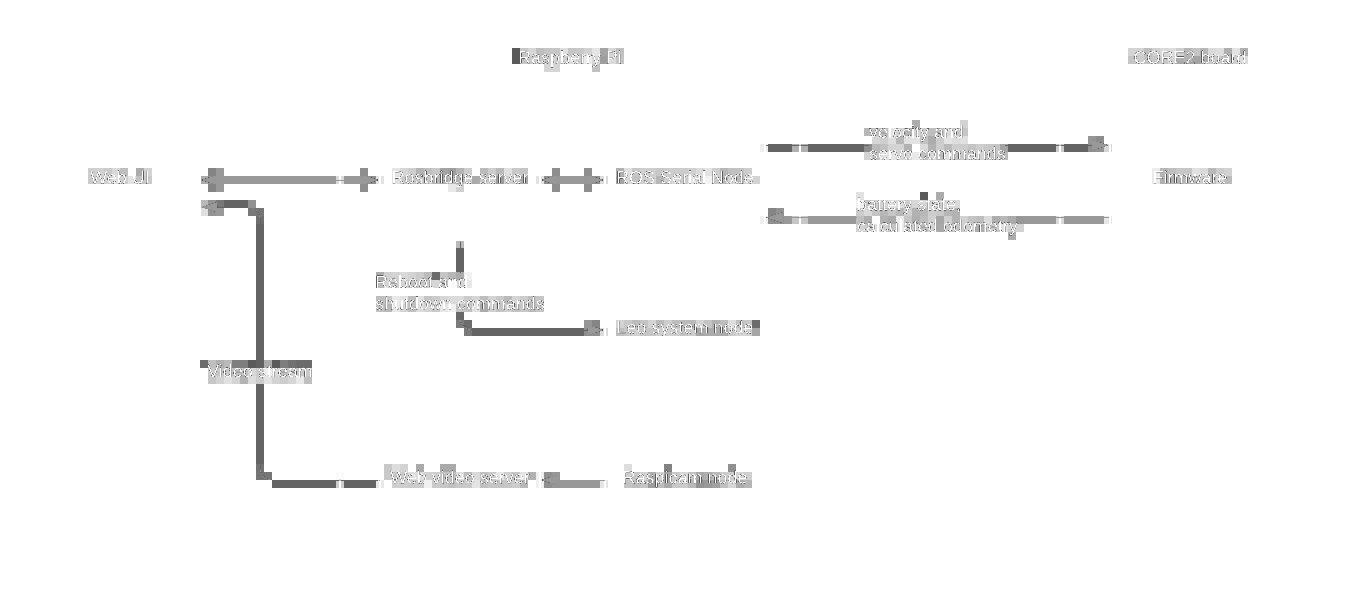 Raspberry Pi
CORE2 board
velocity and
servo commands
Web UI
Rosbridge server
ROS Serial Node
Firmware
battery state,
calculated odometry
Reboot and
shutdown commands
Leo system node
Video stream
Web video server
Raspicam node